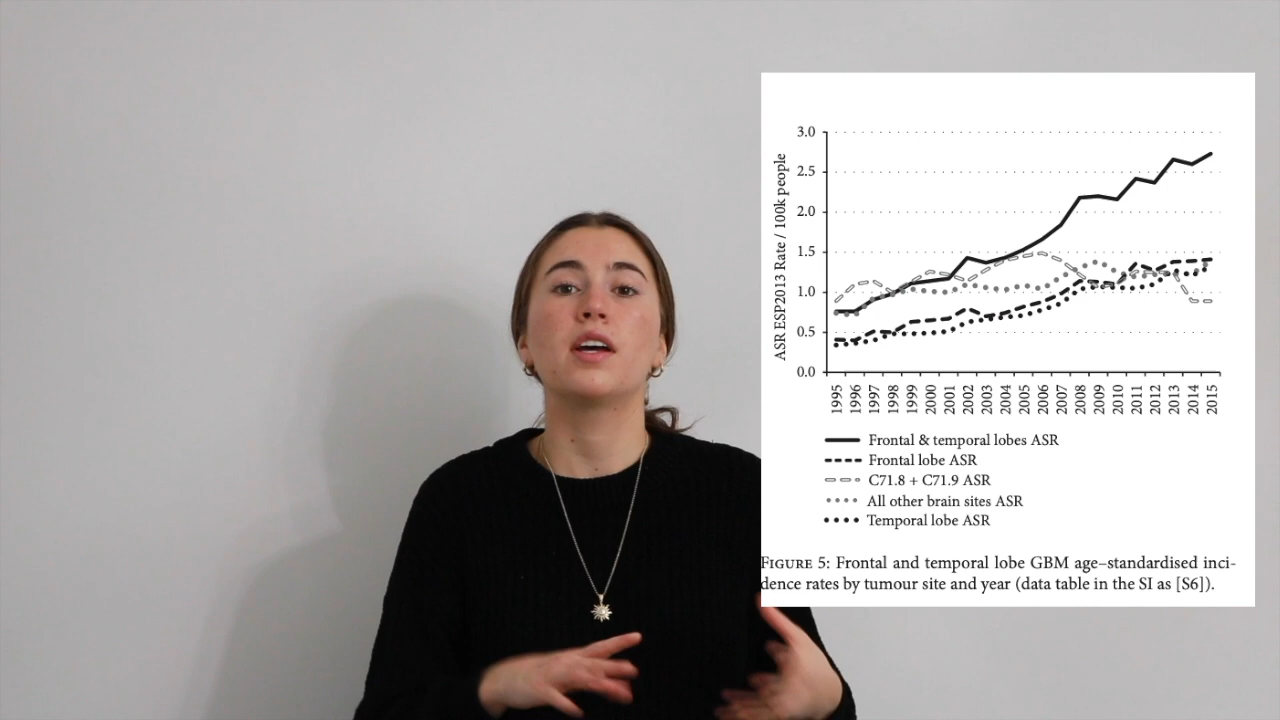 3.0
2.5
2.0
1.5
1.0
0.5
0.0
ASR ESP2013 Rate / 100k people
1995 1996 1997 1998 1999 2000 2001 2002 2003 2004 2005 2006 2007 2008 2009 2010 2011 2012 2013 2014 2015
Frontal & temporal lobes ASR
Frontal lobe ASR
C71.8 + C71.9 ASR
All other brain sites ASR
Temporal lobe ASR
FIGURE 5: Frontal and temporal lobe GBM age–standardised inci-
dence rates by tumour site and year (data table in the SI as [S6]).